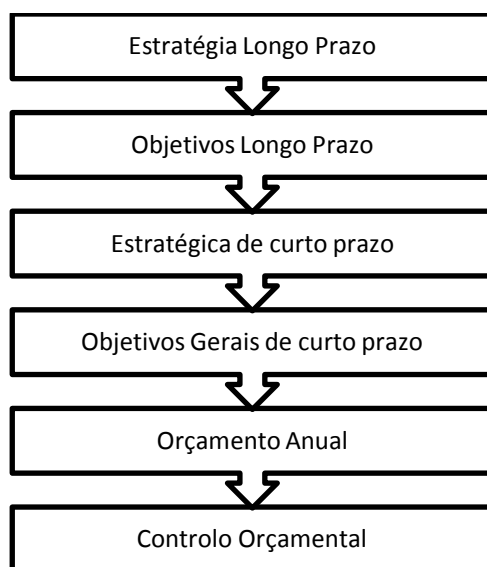 Estratégia Longo Prazo
Objetivos Longo Prazo
Estratégica de curto prazo
Objetivos Gerais de curto prazo
Orçamento Anual
Controlo Orçamental